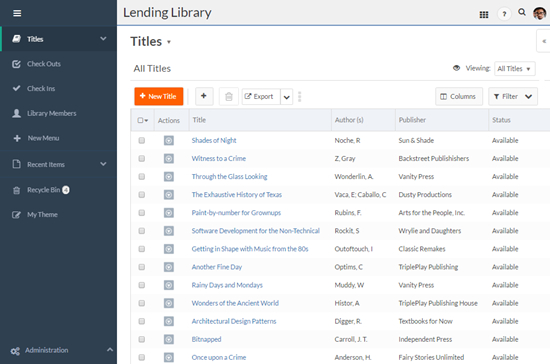 Lending Library
?
Titles
Check Outs
Check Ins
Library Members
+ New Menu
Recent Items
Recycle Bin 4
My Theme
Administration
Titles
All Titles
Viewing: All Titles
+ New Title
+
Export
Columns
Filter
Actions Title Author(s) Publisher Status
Shades of Night Noche, R Sun & Shade Available
Witness to a Crime Z, Gray Backstreet Publishishers Available
Through the Glass Looking Wonderlin, A. Vanity Press Available
The Exhaustive History of Texas Vaca, E; Caballo, C Dusty Productions Available
Paint-by-number for Grownups Rubins, F. Arts for the People, Inc. Available
Software Development for the Non-Technical Rockit, S Wrylie and Daughters Available
Getting in Shape with Music from the 80s Outoftouch, I Classic Remakes Available
Another Fine Day Optims, C TriplePlay Publishing Available
Rainy Days and Mondays Muddy, W Vanity Press Available
Wonders of the Ancient World Histor, A TriplePlay Publishing House Available
Architectural Design Patterns Digger, R. Textbooks for Now Available
Bitnapped Carroll, J. T. Independent Press Available
Once upon a Crime Anderson, H. Fairy Stories Unlimited Available